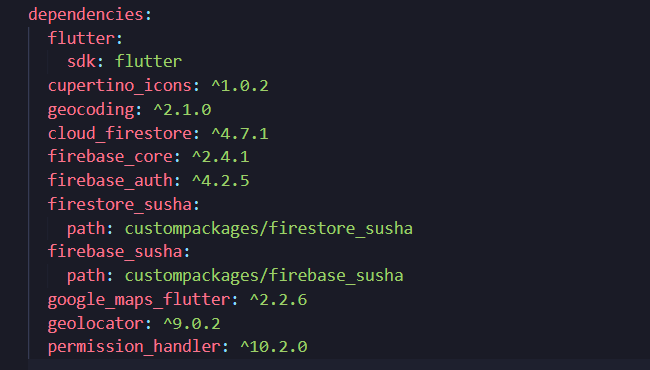 dependencies:
flutter:
sdk: flutter
cupertino_icons: ^1.0.2
geocoding: ^2.1.0
cloud_firestore: ^4.7.1
firebase_core: ^2.4.1
firebase_auth: ^4.2.5
firestore_susha:
path: custompackages/firestore_susha
firebase_susha:
path: custompackages/firebase_susha
google_maps_flutter: ^2.2.6
geolocator: ^9.0.2
permission_handler: ^10.2.0